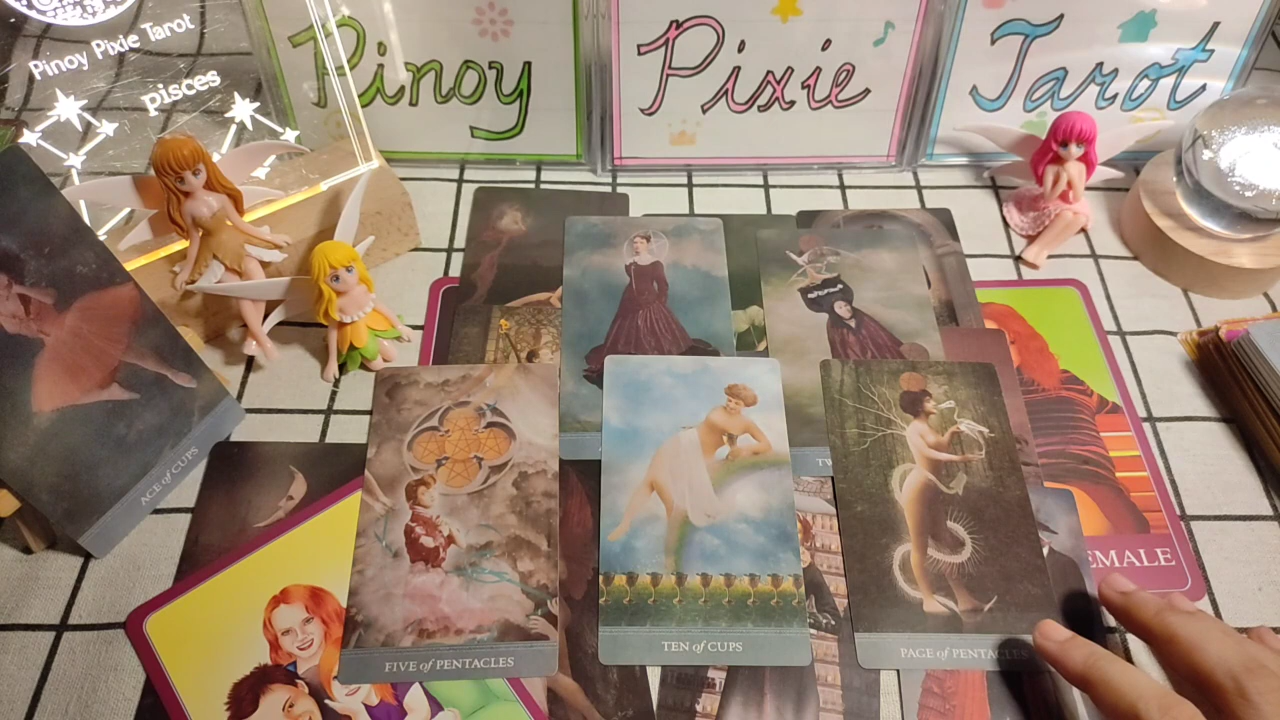 Pinoy Pixie Tarot
pisces
Pinoy
Pixie
Tarot
ACE of CUPS
TW
EMALE
FIVE of PENTACLES
TEN of CUPS
PAGE of PENTACLES